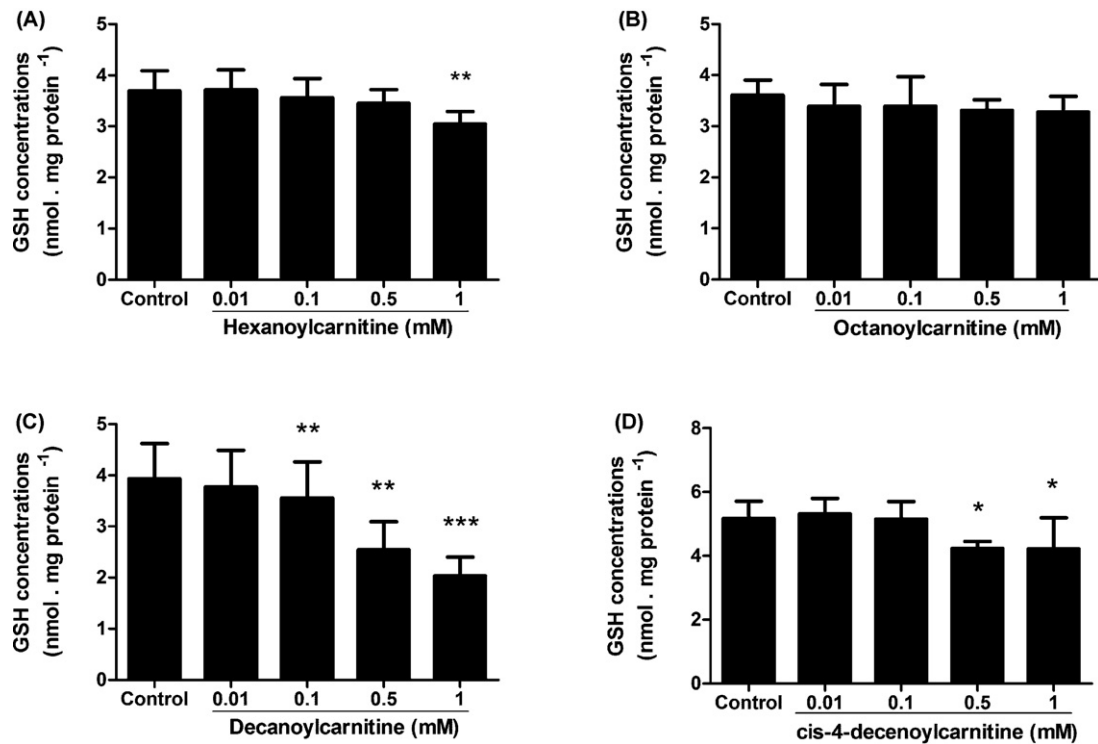 (A)
GSH concentrations
(nmol . mg protein -1)
5
4
3
2
1
0
**
Control 0.01 0.1 0.5 1
Hexanoylcarnitine (mM)
(B)
GSH concentrations
(nmol . mg protein -1)
5
4
3
2
1
0
Control 0.01 0.1 0.5 1
Octanoylcarnitine (mM)
(C)
GSH concentrations
(nmol . mg protein -1)
5
4
3
2
1
0
**
**
***
Control 0.01 0.1 0.5 1
Decanoylcarnitine (mM)
(D)
GSH concentrations
(nmol . mg protein -1)
8
6
4
2
0
*
*
Control 0.01 0.1 0.5 1
cis-4-decenoylcarnitine (mM)